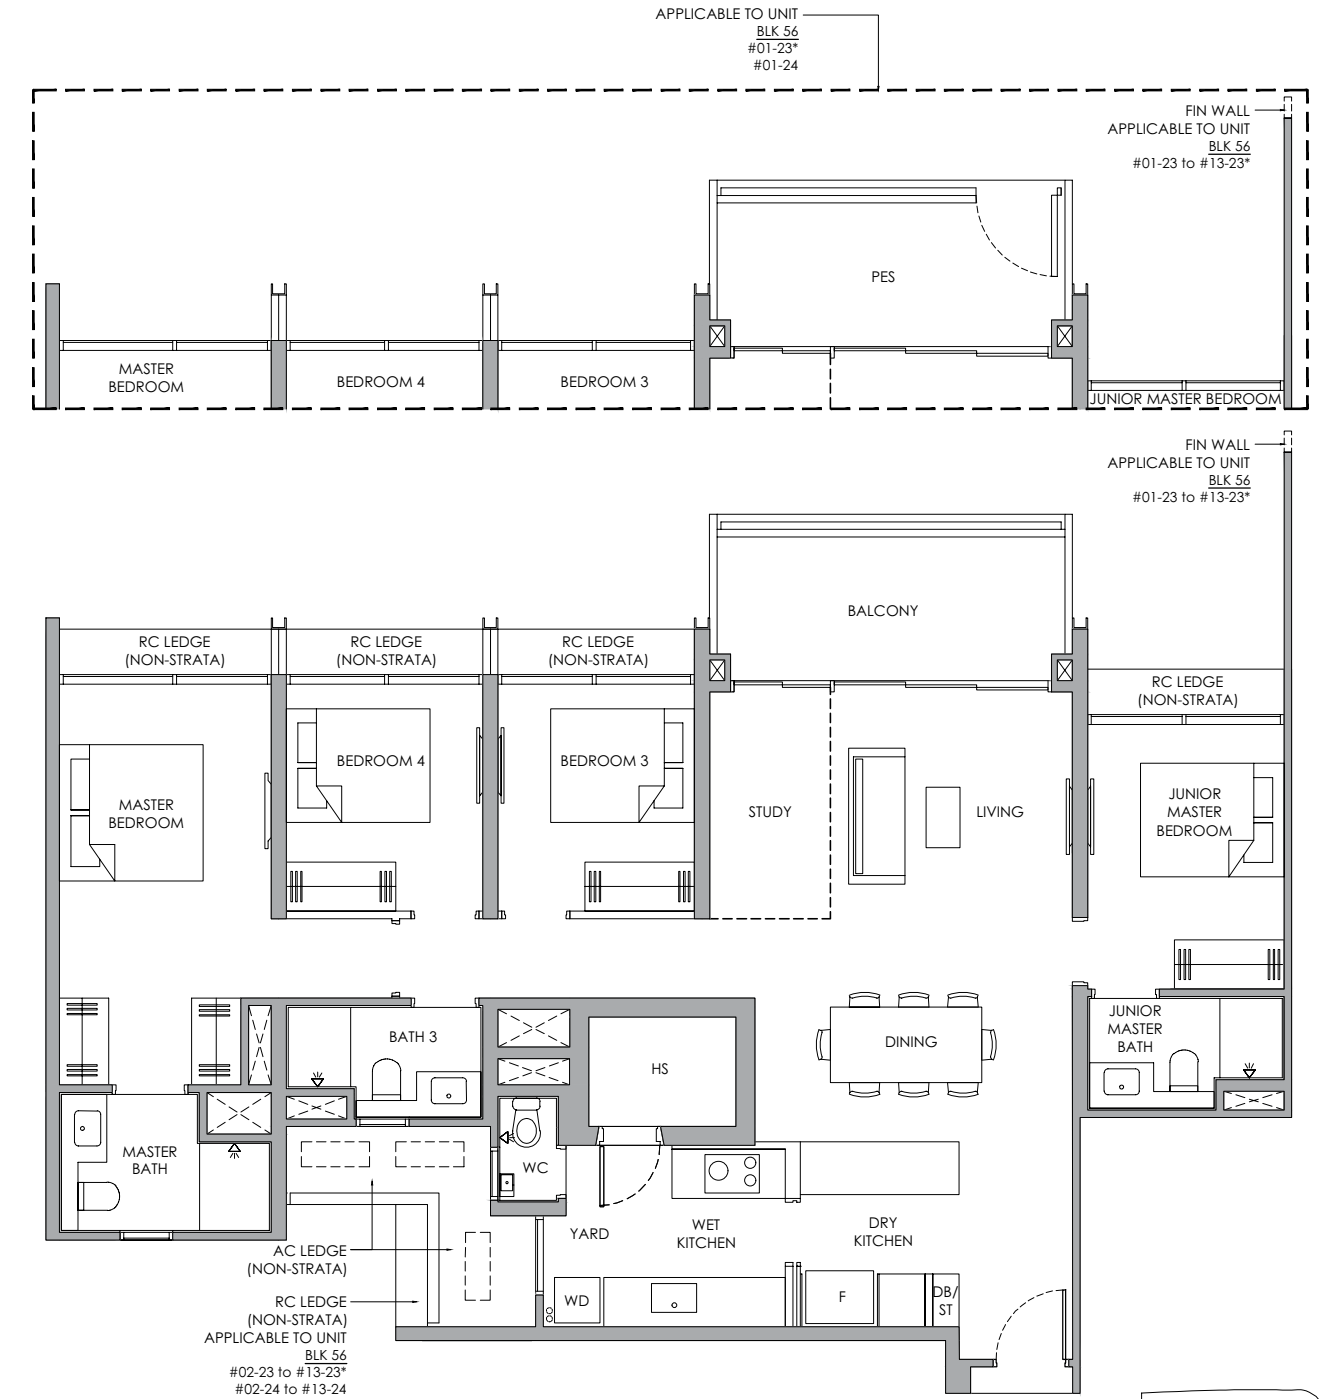 APPLICABLE TO UNIT
BLK 56
#01-23*
#01-24
FIN WALL
APPLICABLE TO UNIT
BLK 56
#01-23 to #13-23*
PES
MASTER
BEDROOM
BEDROOM 4
BEDROOM 3
JUNIOR MASTER BEDROOM
FIN WALL
APPLICABLE TO UNIT
BLK 56
#01-23 to #13-23*
BALCONY
RC LEDGE
(NON-STRATA)
RC LEDGE
(NON-STRATA)
RC LEDGE
(NON-STRATA)
RC LEDGE
(NON-STRATA)
BEDROOM 4
BEDROOM 3
MASTER
BEDROOM
STUDY
LIVING
JUNIOR
MASTER
BEDROOM
BATH 3
HS
DINING
JUNIOR
MASTER
BATH
MASTER
BATH
WC
YARD
WET
KITCHEN
DRY
KITCHEN
AC LEDGE
(NON-STRATA)
WD
F
DB/
ST
RC LEDGE
(NON-STRATA)
APPLICABLE TO UNIT
BLK 56
#02-23 to #13-23*
#02-24 to #13-24